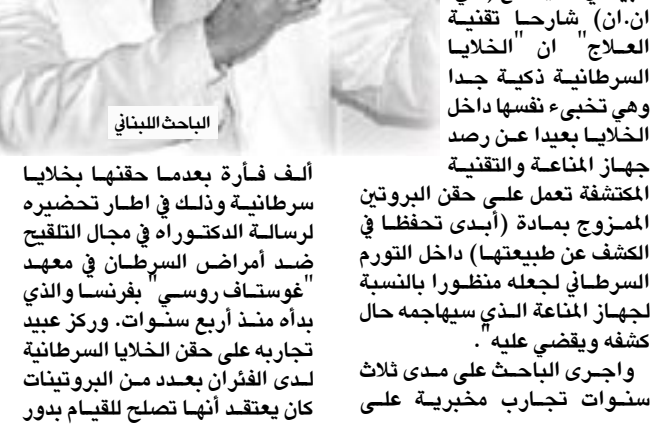 ان.ان) شارحا تقنية
العلاج" ان "الخلايا
السرطانية ذكية جدا
وهي تخبىء نفسها داخل
الخلايا بعيدا عن رصد
جهاز المناعة والتقنية
المكتشفة تعمل على حقن البروتين
الممزوج بمادة (أبدى تحفظا في
الكشف عن طبيعتها) داخل التورم
السرطاني لجعله منظورا بالنسبة
لجهاز المناعة الذي سيهاجمه حال
كشفه ويقضي عليه".
واجرى الباحث على مدى ثلاث
سنوات تجارب مخبرية على
الباحث اللبناني
ألف فأرة بعدما حقنها بخلايا
سرطانية وذلك في اطار تحضيره
لرسالة الدكتوراه في مجال التلقيح
ضد أمراض السرطان في معهد
"غوستاف روسي" بفرنسا والذي
بدأه منذ أربع سنوات. وركز عبيد
تجاربه على حقن الخلايا السرطانية
لدى الفئران بعدد من البروتينات
كان يعتقد أنها تصلح للقيام بدور